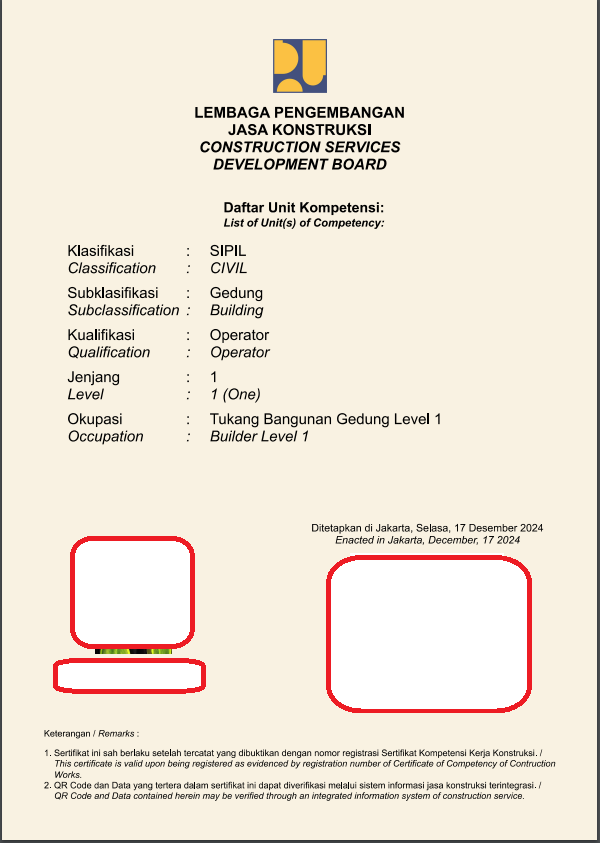 LEMBAGA PENGEMBANGAN
JASA KONSTRUKSI
CONSTRUCTION SERVICES
DEVELOPMENT BOARD
Daftar Unit Kompetensi:
List of Unit(s) of Competency:
Klasifikasi : SIPIL
Classification : CIVIL
Subklasifikasi : Gedung
Subclassification : Building
Kualifikasi : Operator
Qualification : Operator
Jenjang : 1
Level : 1 (One)
Okupasi : Tukang Bangunan Gedung Level 1
Occupation : Builder Level 1
Ditetapkan di Jakarta, Selasa, 17 Desember 2024
Enacted in Jakarta, December, 17 2024
Keterangan / Remarks :
1. Sertifikat ini sah berlaku setelah tercatat yang dibuktikan dengan nomor registrasi Sertifikat Kompetensi Kerja Konstruksi. /
This certificate is valid upon being registered as evidenced by registration number of Certificate of Competency of Contruction
Works.
2. QR Code dan Data yang tertera dalam sertifikat ini dapat diverifikasi melalui sistem informasi jasa konstruksi terintegrasi. /
QR Code and Data contained herein may be verified through an integrated information system of construction service.